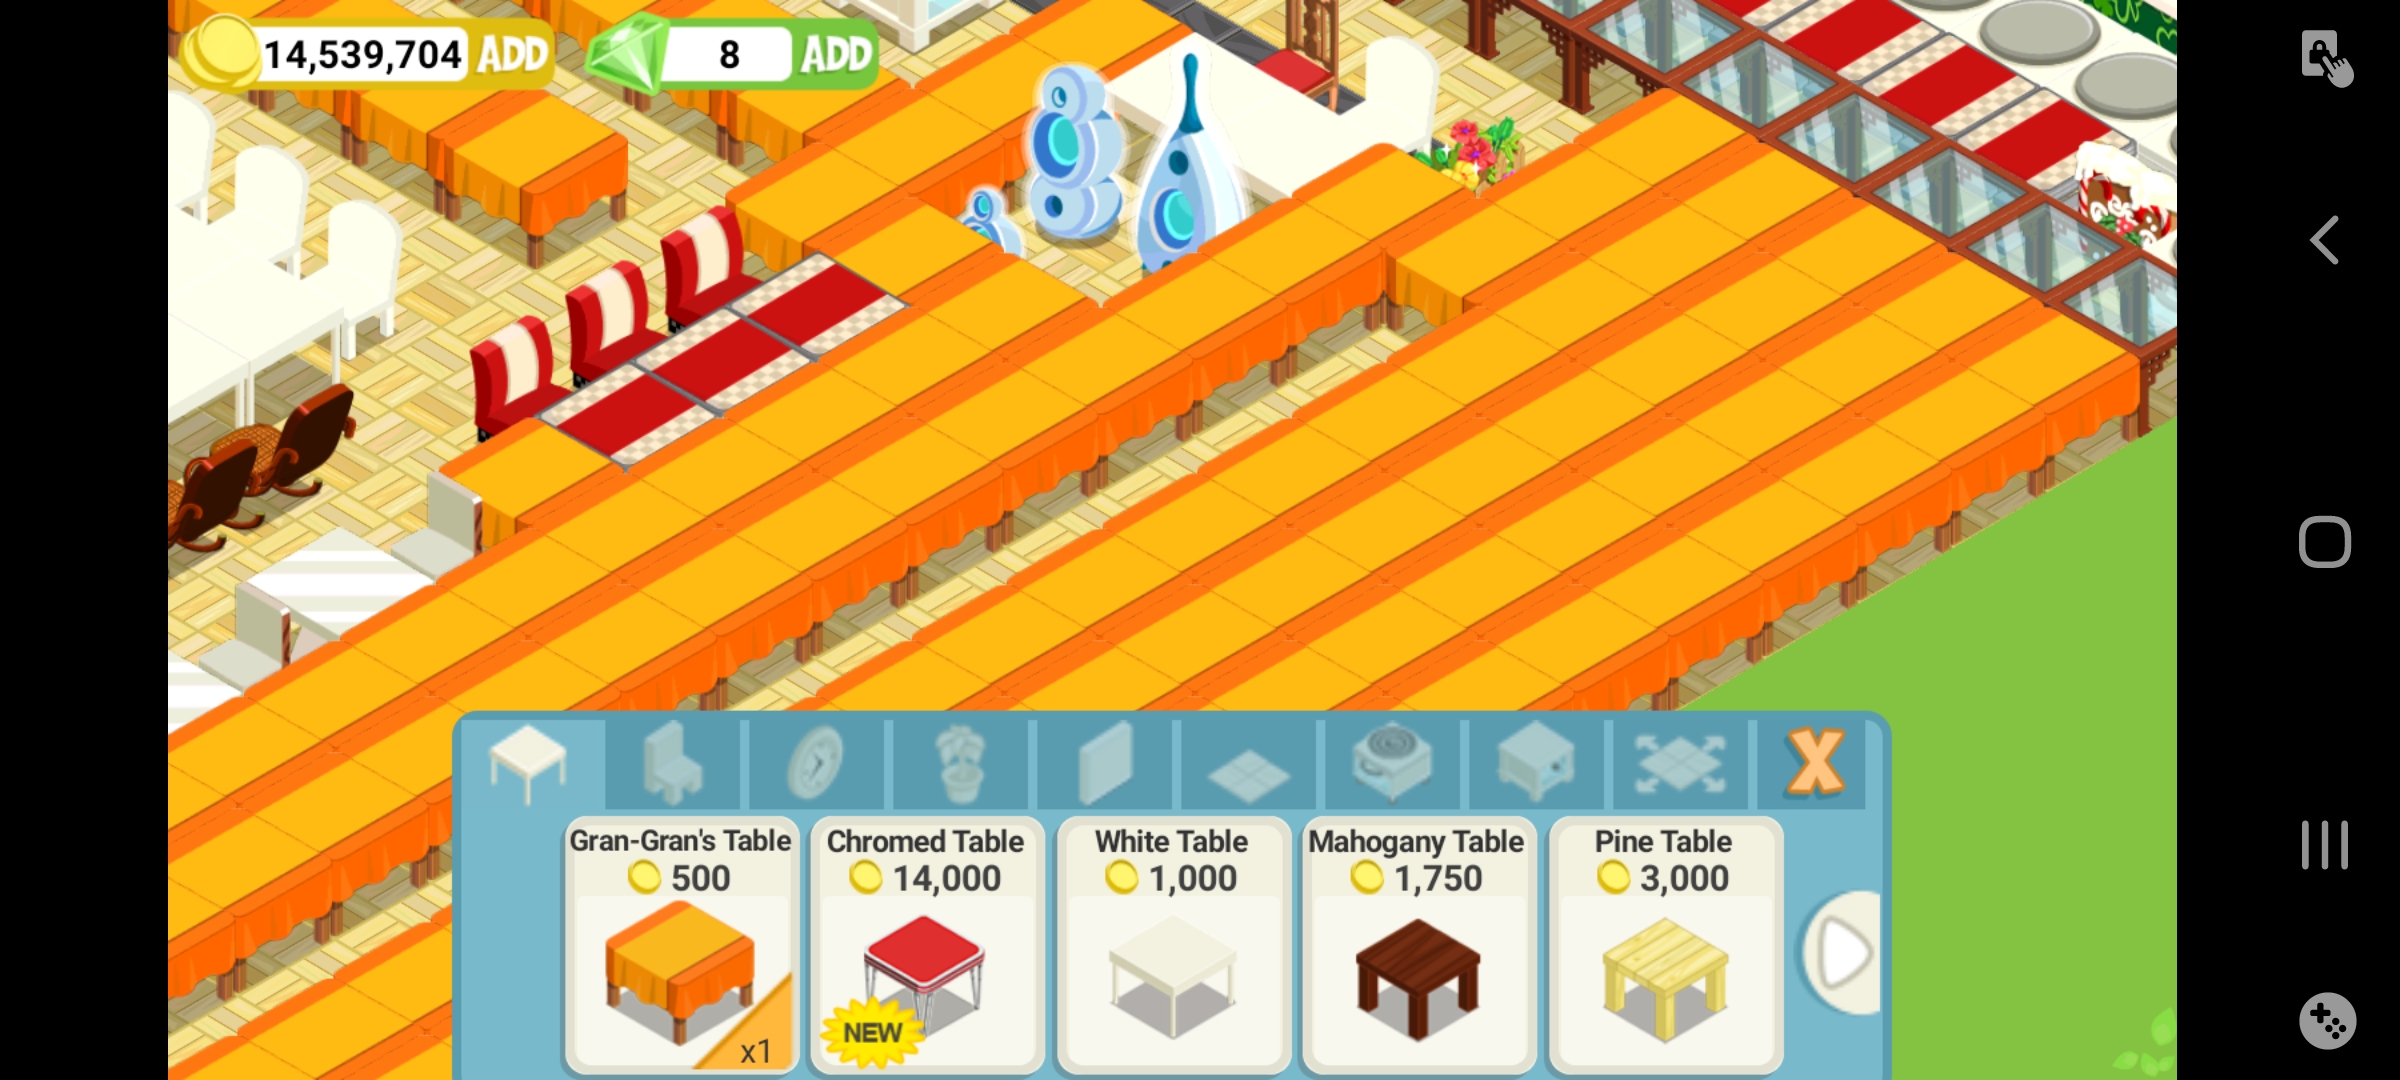 14,539,704 ADD
8 ADD
Gran-Gran's Table
500
x1
Chromed Table
14,000
NEW
White Table
1,000
Mahogany Table
1,750
Pine Table
3,000